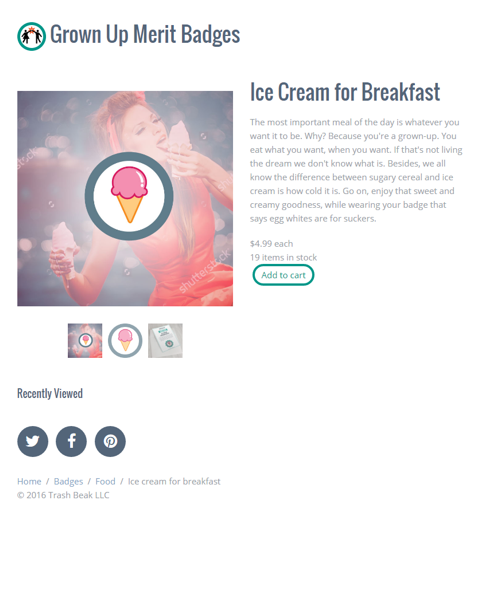 Grown Up Merit Badges
Ice Cream for Breakfast
The most important meal of the day is whatever you
want it to be. Why? Because you're a grown-up. You
eat what you want, when you want. If that's not living
the dream we don't know what is. Besides, we all
know the difference between sugary cereal and ice
cream is how cold it is. Go on, enjoy that sweet and
creamy goodness, while wearing your badge that
says egg whites are for suckers.
$4.99 each
19 items in stock
Add to cart
shutterstock
Recently Viewed
Home / Badges / Food / Ice cream for breakfast
© 2016 Trash Beak LLC